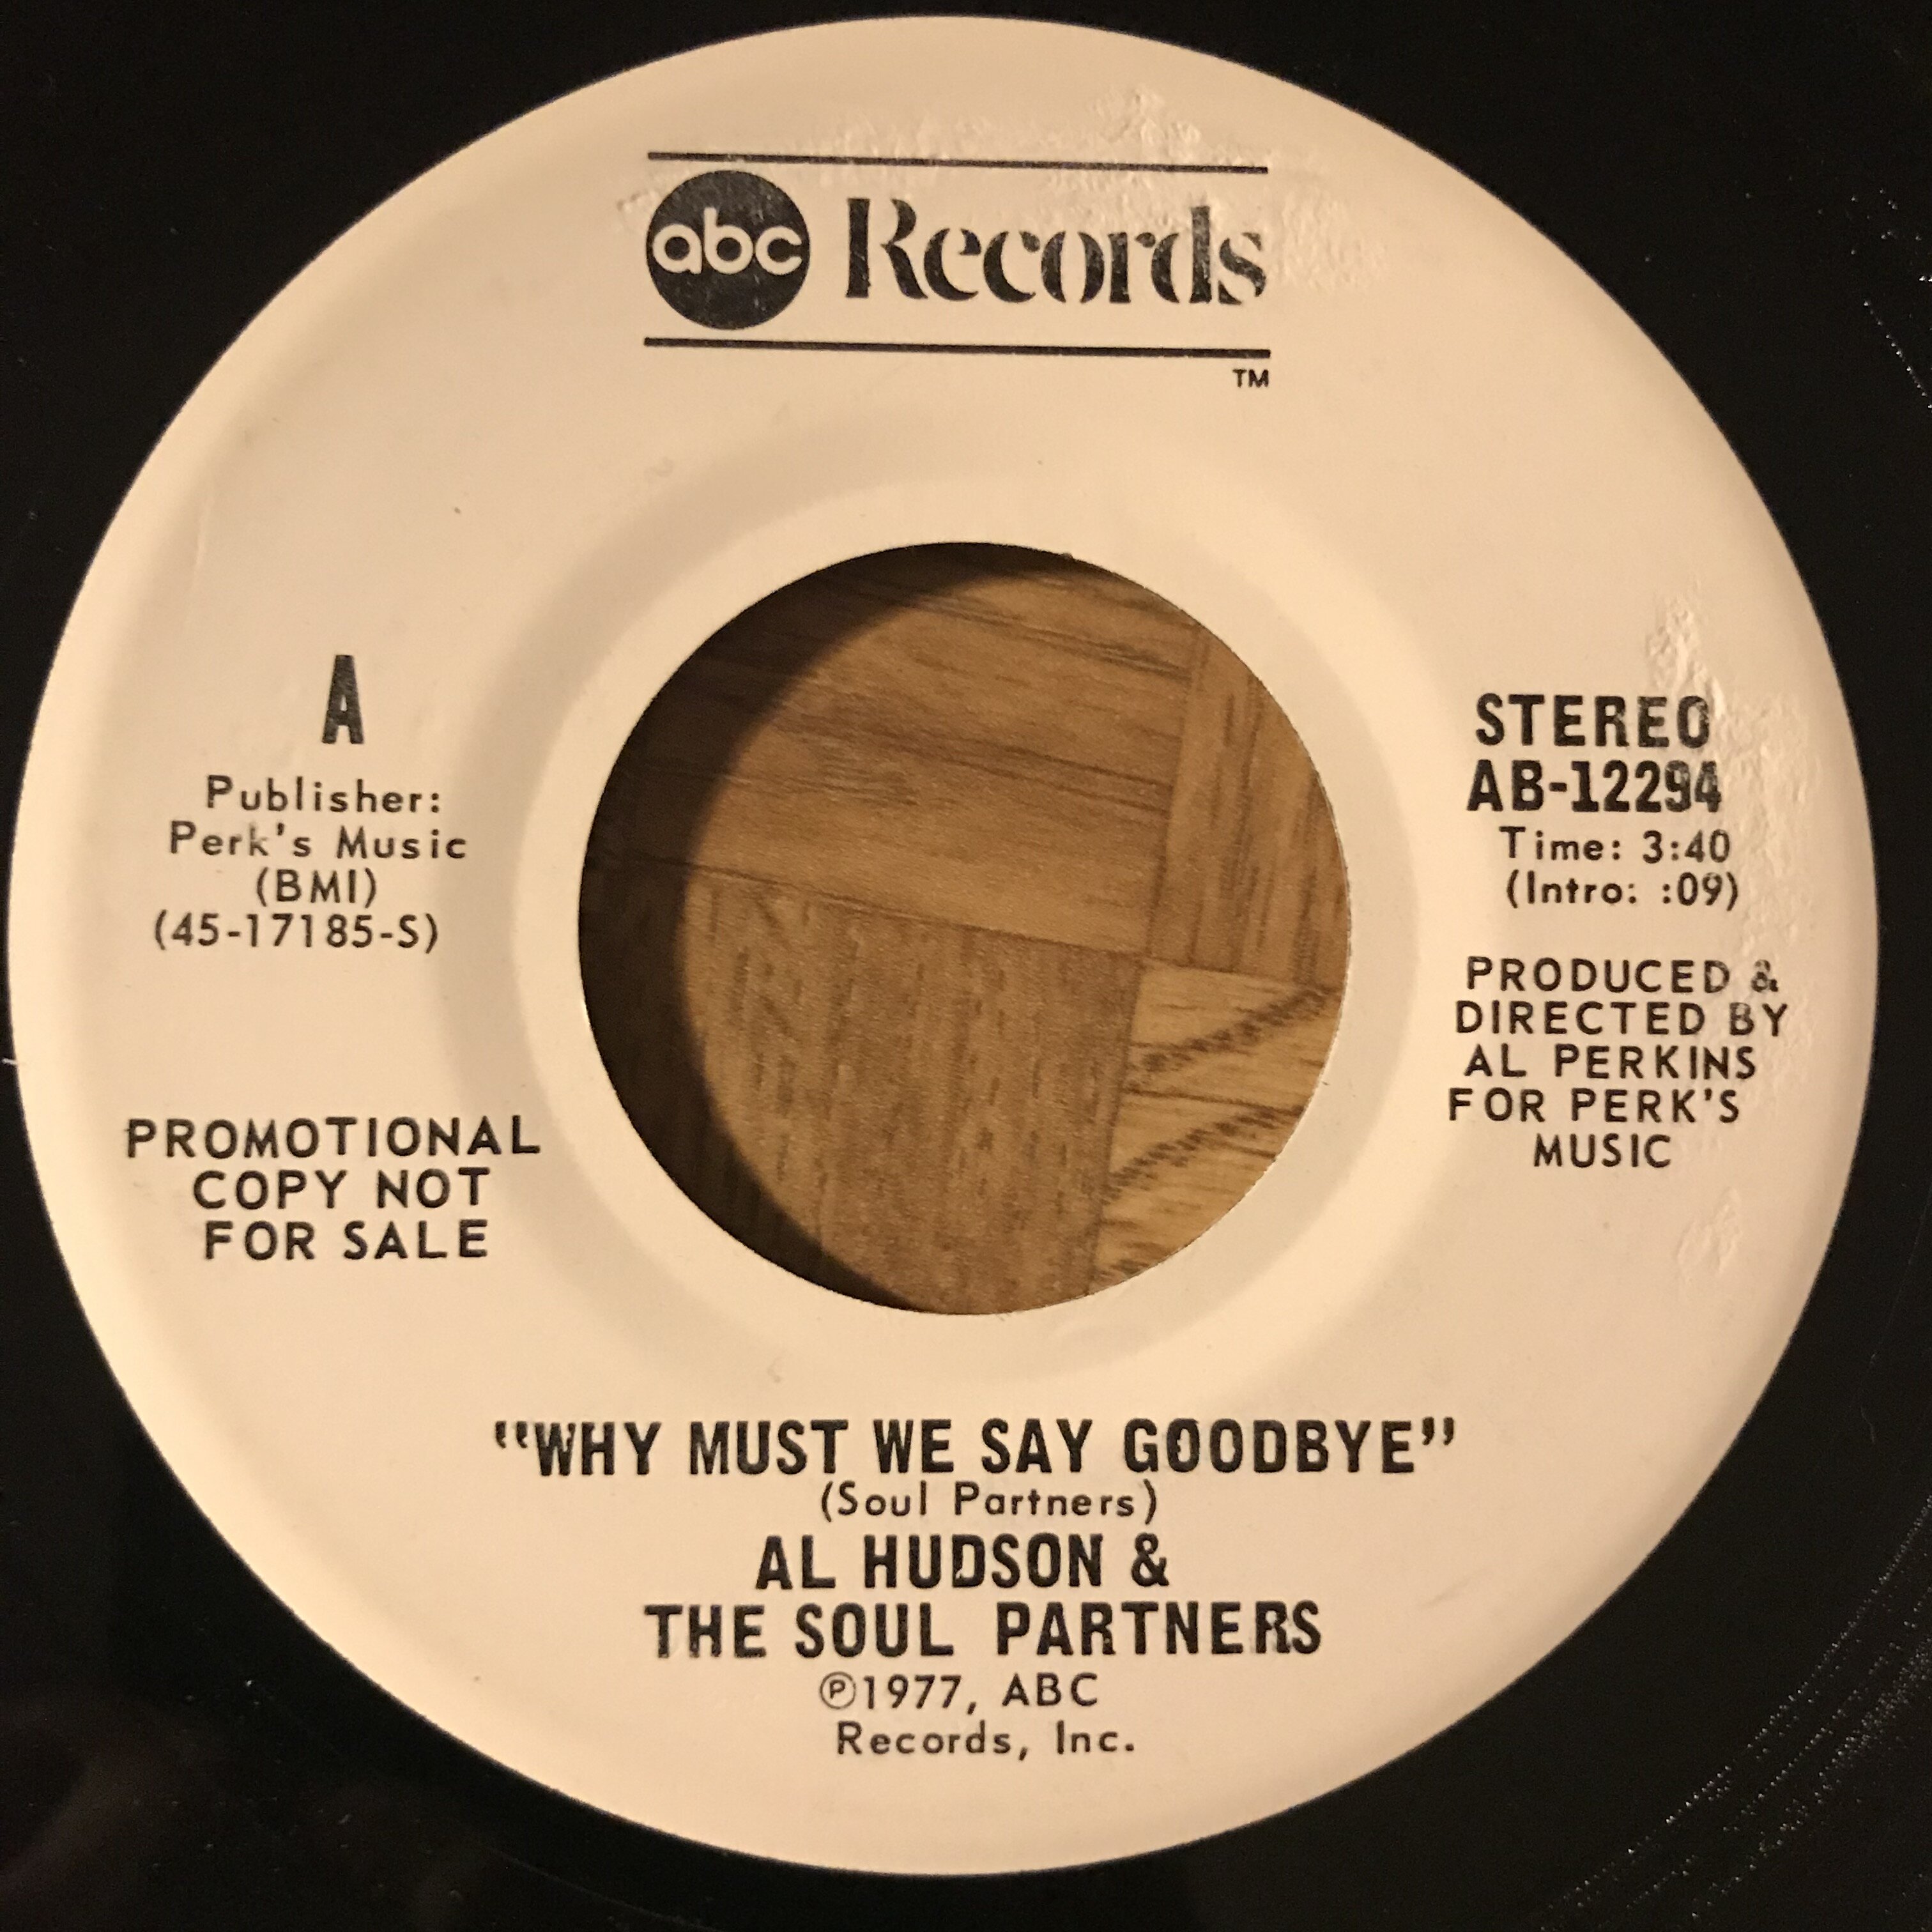 abc Records
TM
A
Publisher:
Perk's Music
(BMI)
(45-17185-S)
PROMOTIONAL
COPY NOT
FOR SALE
STEREO
AB-12294
Time: 3:40
(Intro: :09)
PRODUCED &
DIRECTED BY
AL PERKINS
FOR PERK'S
MUSIC
"WHY MUST WE SAY GOODBYE"
(Soul Partners)
AL HUDSON &
THE SOUL PARTNERS
℗1977, ABC
Records, Inc.